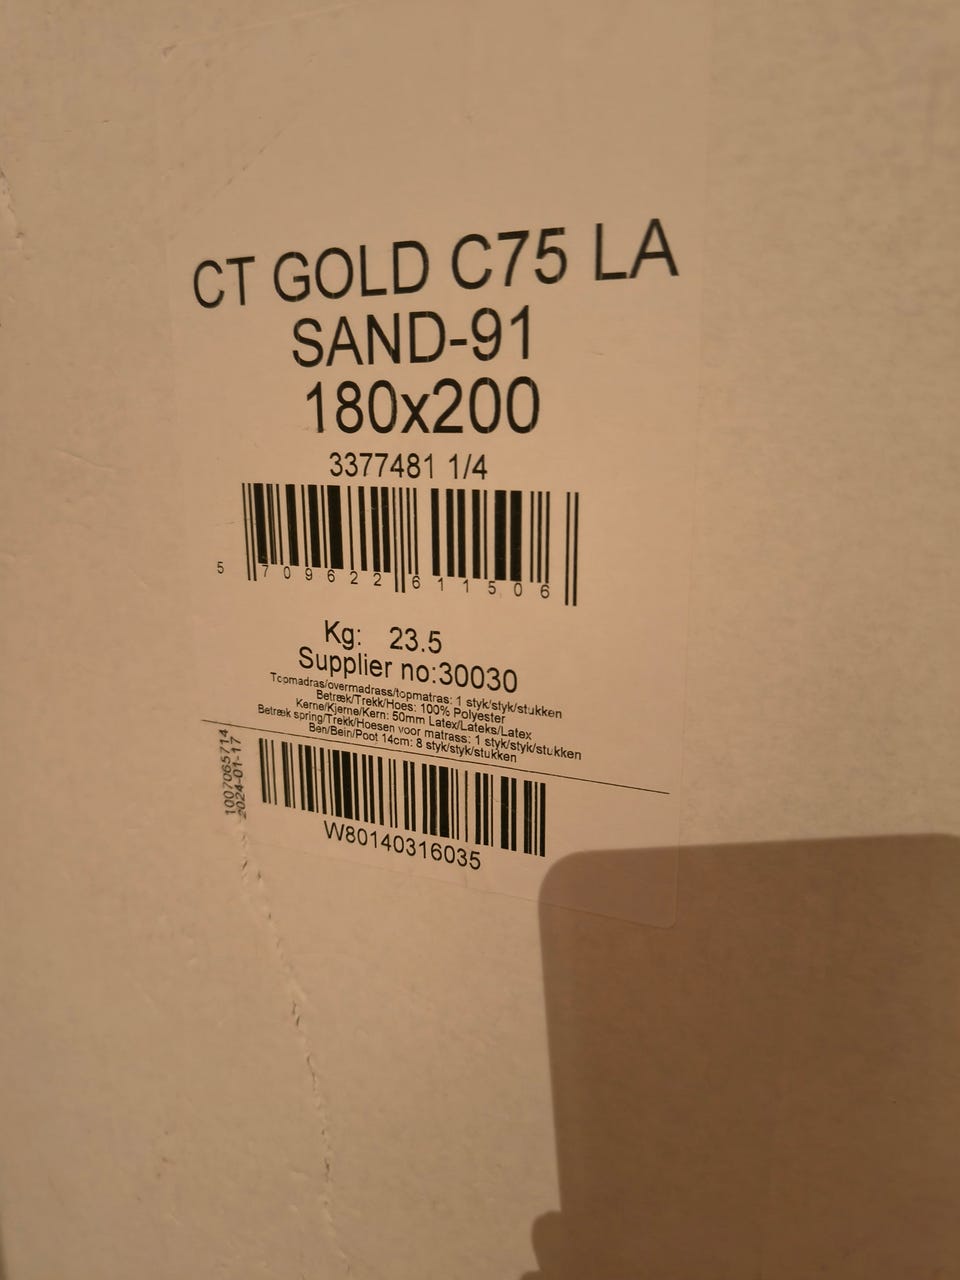 CT GOLD C75 LA
SAND-91
180x200
3377481 1/4
5 709622 611506
Kg: 23.5
Supplier no:30030
Topmadras/overmadrass/topmatras: 1 styk/styk/stukken
Betræk/Trekk/Hoes: 100% Polyester
Kerne/Kjerne/Kern: 50mm Latex/Lateks/Latex
Betræk spring/Trekk/Hoesen voor matrass: 1 styk/styk/stukken
Ben/Bein/Poot 14cm: 8 styk/styk/stukken
1007065714
2024-01-17
W80140316035